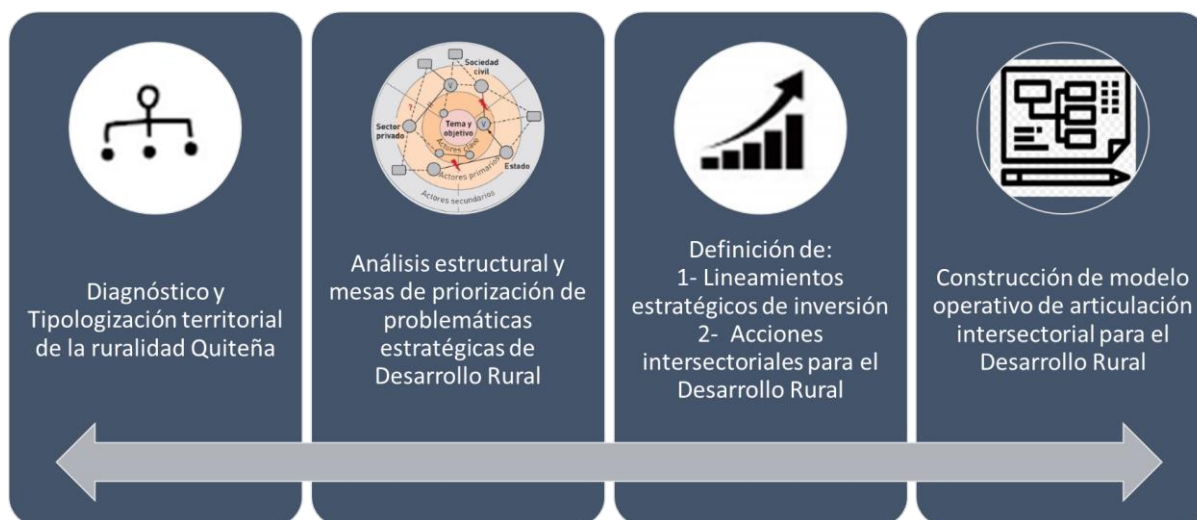 Diagnóstico y
Tipologización territorial
de la ruralidad Quiteña
Sociedad
civil
Sector
privado
Tema y
objetivo
Actores clave
Estado
Actores primarios
Actores secundarios
?
V
V
Análisis estructural y
mesas de priorización de
problemáticas
estratégicas de
Desarrollo Rural
Definición de:
1- Lineamientos
estratégicos de inversión
2- Acciones
intersectoriales para el
Desarrollo Rural
Construcción de modelo
operativo de articulación
intersectorial para el
Desarrollo Rural